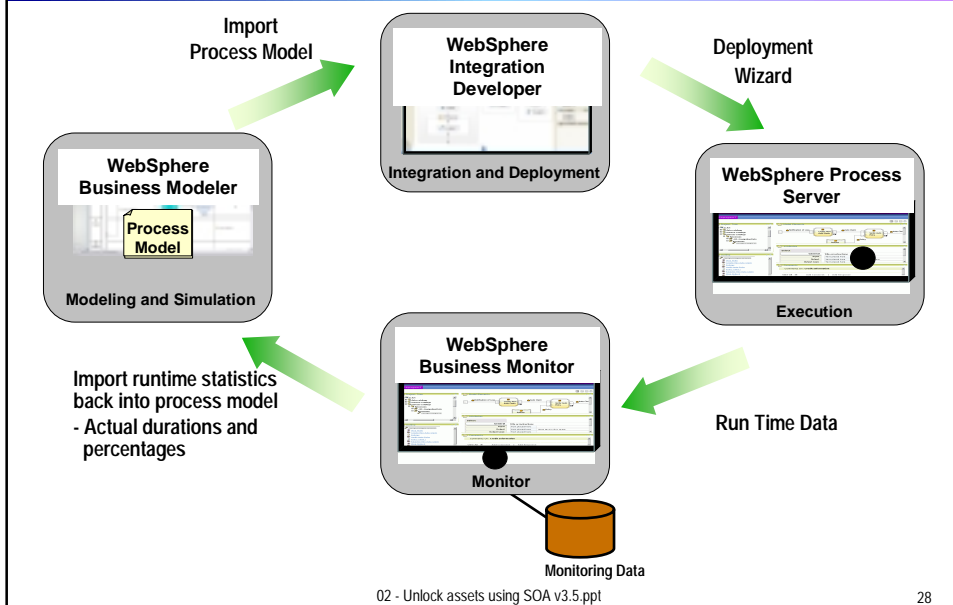 Import
Process Model
WebSphere
Integration
Developer
Integration and Deployment
Deployment
Wizard
WebSphere
Business Modeler
Process
Model
Modeling and Simulation
WebSphere Process
Server
Execution
WebSphere
Business Monitor
Monitor
Import runtime statistics
back into process model
- Actual durations and
percentages
Run Time Data
Monitoring Data
02 - Unlock assets using SOA v3.5.ppt
28